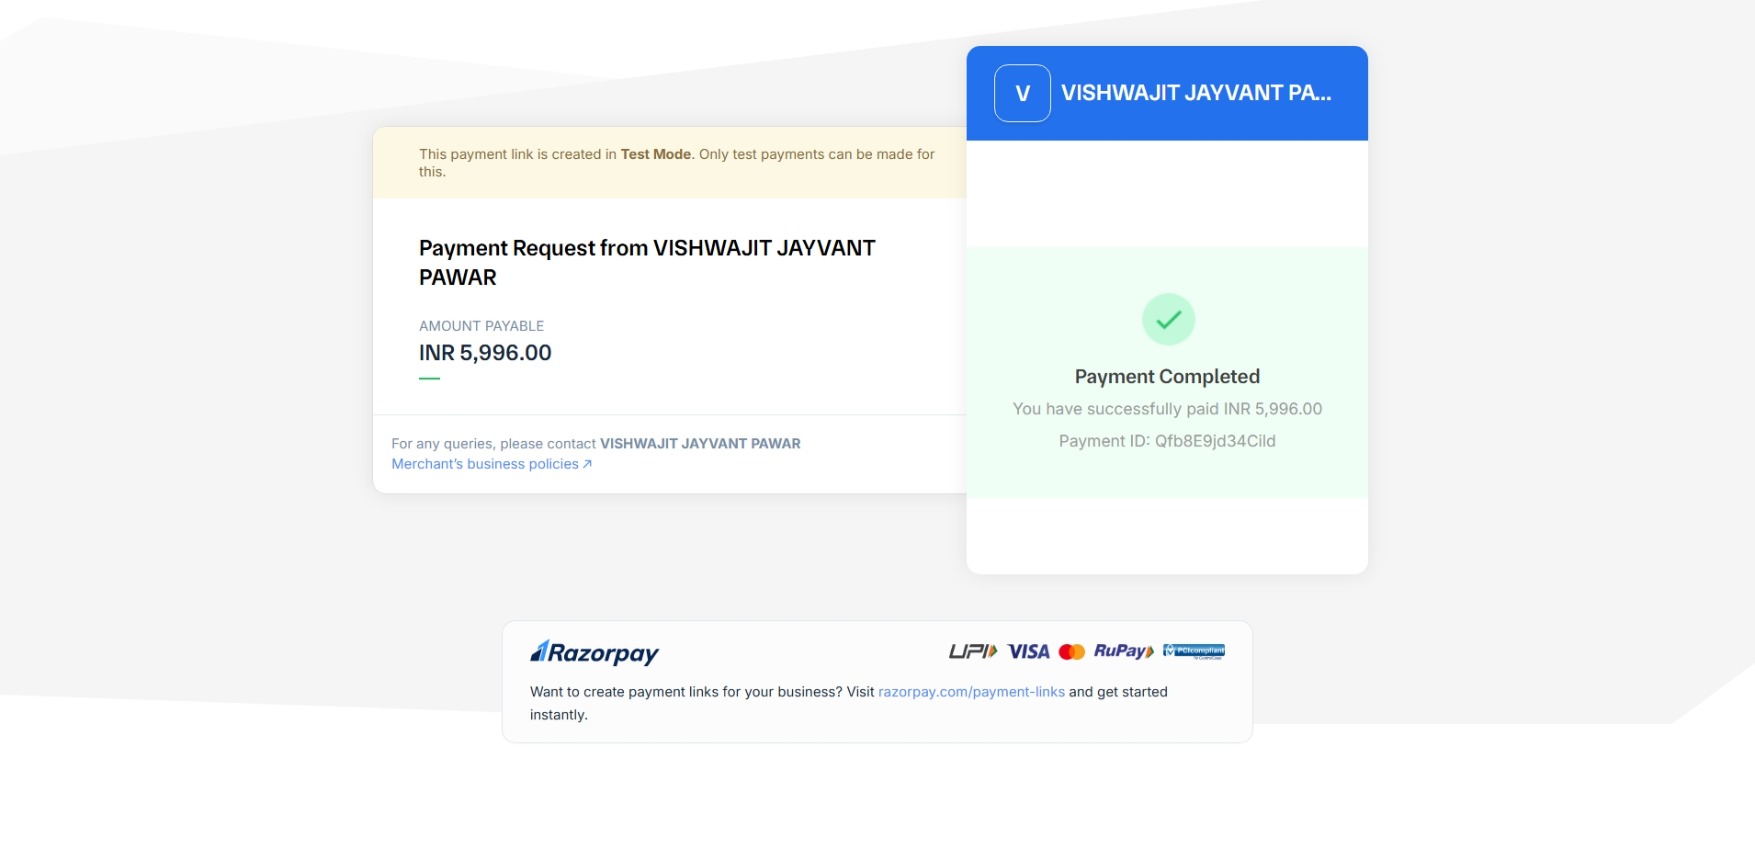 This payment link is created in Test Mode. Only test payments can be made for
this.
Payment Request from VISHWAJIT JAYVANT
PAWAR
AMOUNT PAYABLE
INR 5,996.00
For any queries, please contact VISHWAJIT JAYVANT PAWAR
Merchant's business policies ↗
V
VISHWAJIT JAYVANT PA...
Payment Completed
You have successfully paid INR 5,996.00
Payment ID: Qfb8E9jd34Cild
Razorpay
UPI VISA RuPay PCI compliant
Want to create payment links for your business? Visit razorpay.com/payment-links and get started
instantly.